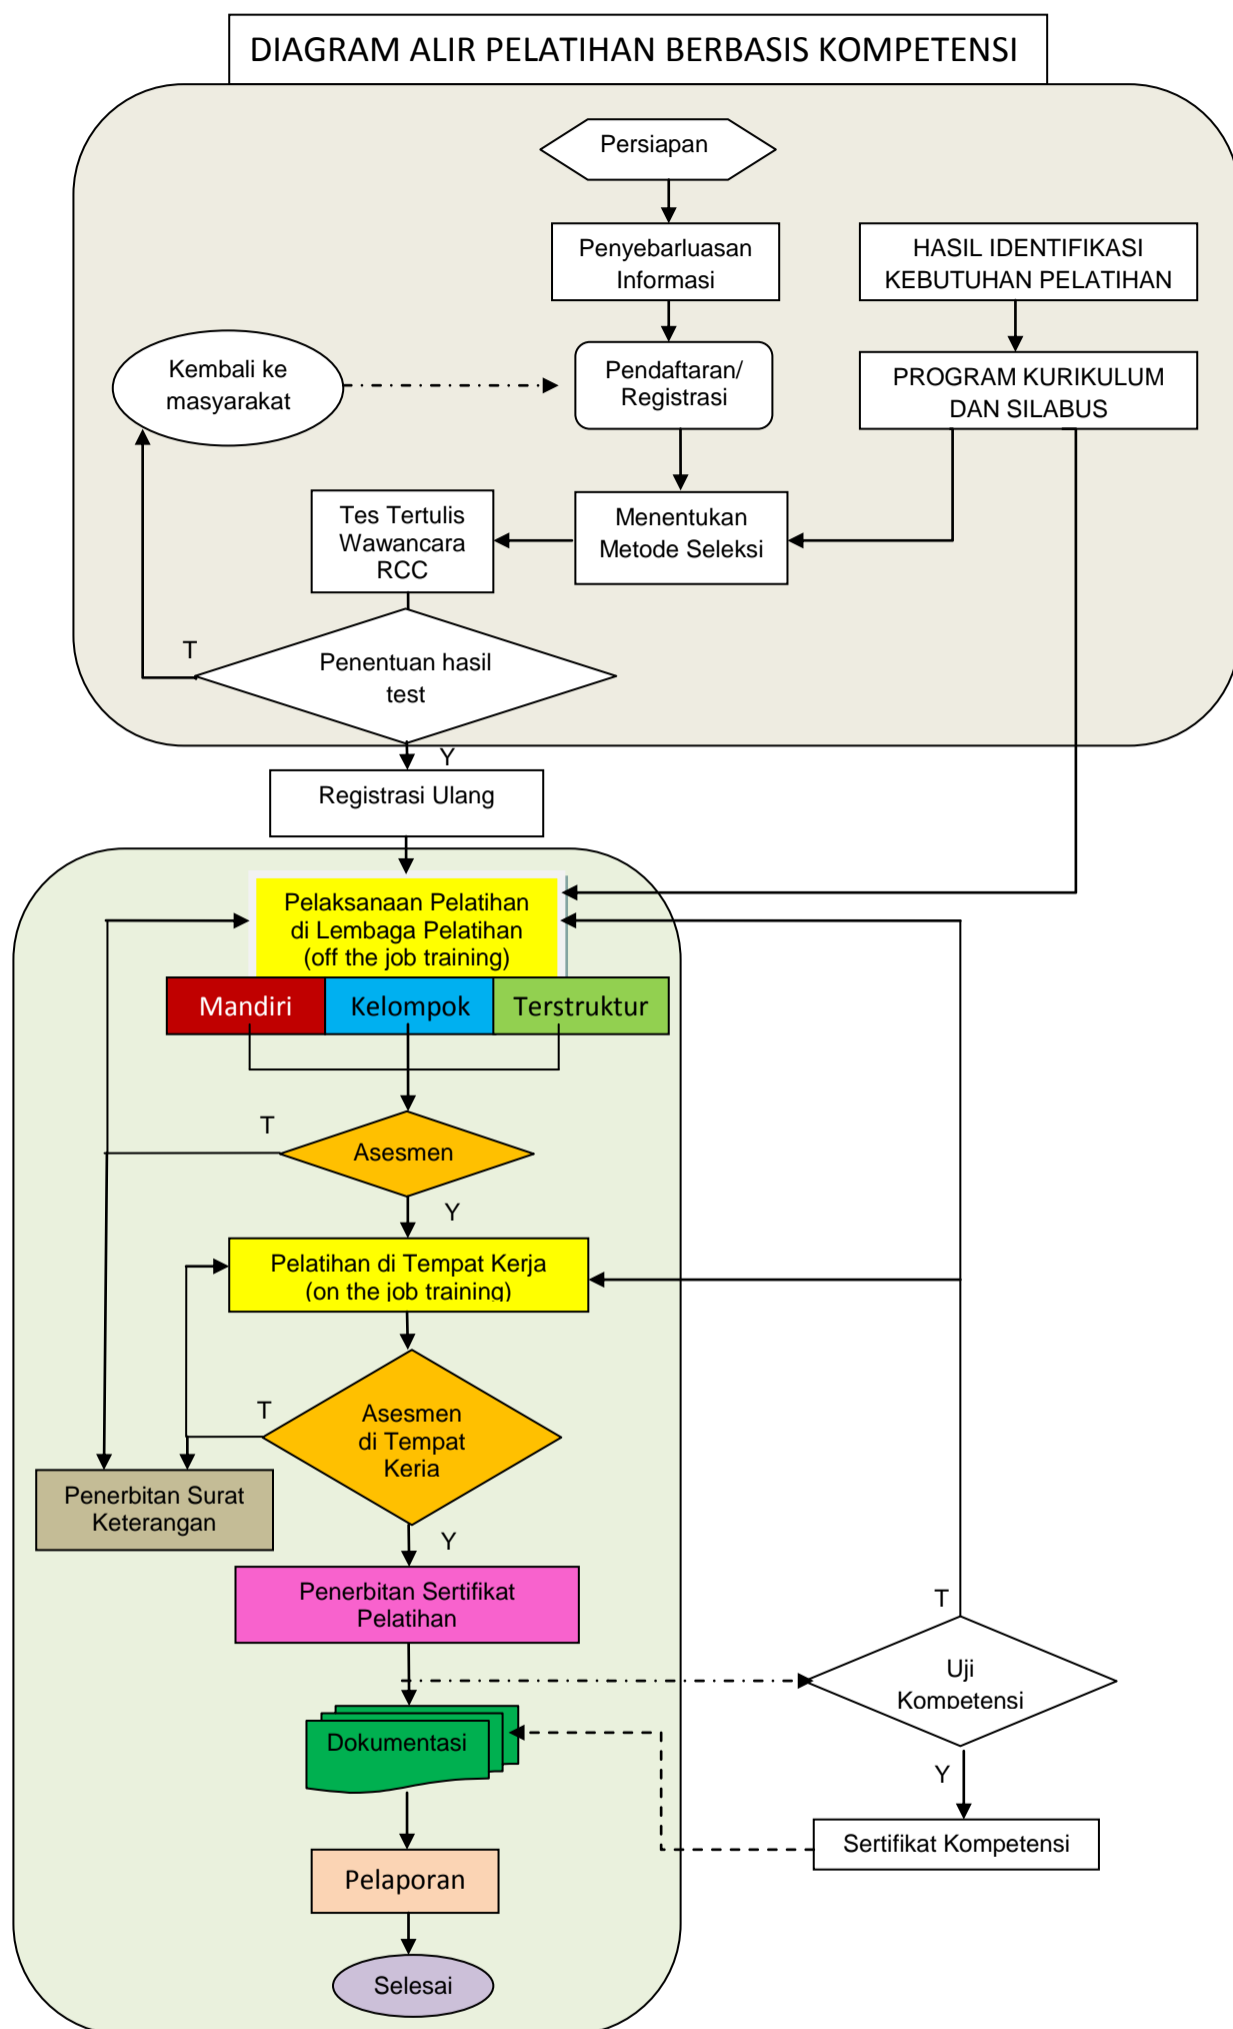 DIAGRAM ALIR PELATIHAN BERBASIS KOMPETENSI
Persiapan
Penyebarluasan
Informasi
HASIL IDENTIFIKASI
KEBUTUHAN PELATIHAN
Kembali ke
masyarakat
Pendaftaran/
Registrasi
PROGRAM KURIKULUM
DAN SILABUS
Tes Tertulis
Wawancara
RCC
Menentukan
Metode Seleksi
T
Penentuan hasil
test
Y
Registrasi Ulang
Pelaksanaan Pelatihan
di Lembaga Pelatihan
(off the job training)
Mandiri
Kelompok
Terstruktur
T
Asesmen
Y
Pelatihan di Tempat Kerja
(on the job training)
T
Asesmen
di Tempat
Kerja
Penerbitan Surat
Keterangan
Y
Penerbitan Sertifikat
Pelatihan
T
Uji
Kompetensi
Dokumentasi
Y
Sertifikat Kompetensi
Pelaporan
Selesai